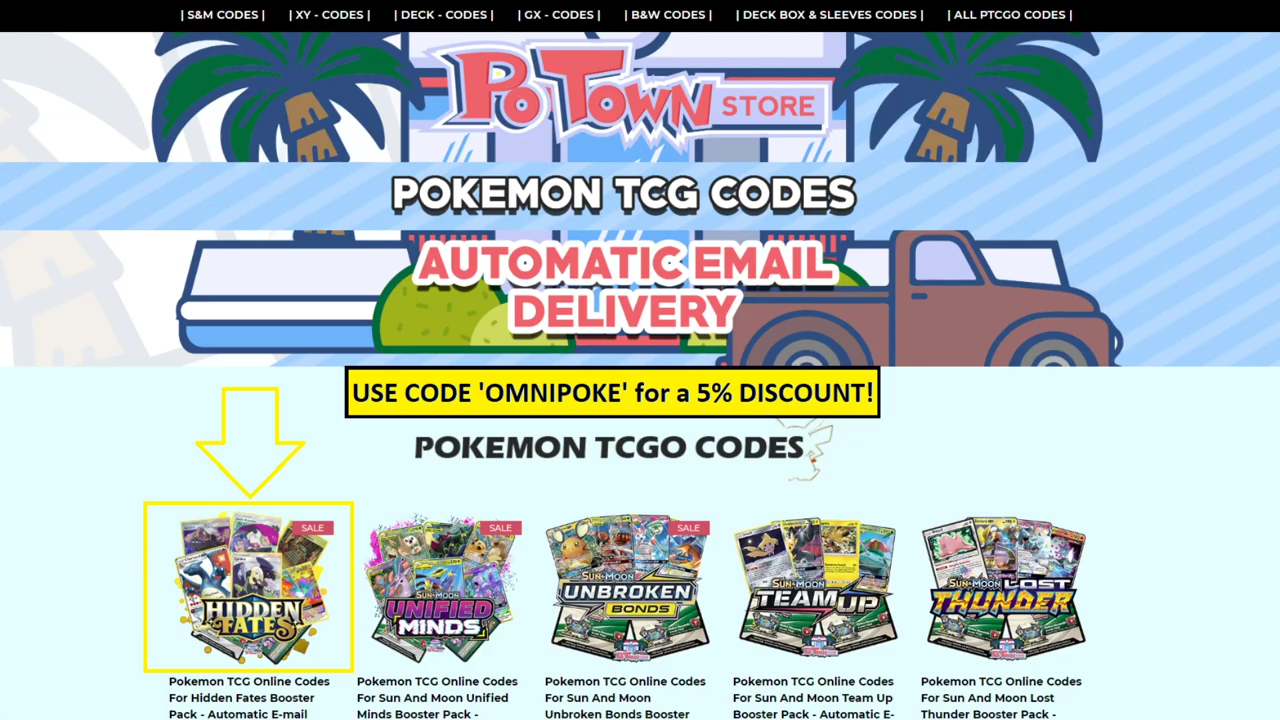 | S&M CODES | | XY - CODES | | DECK - CODES | | GX - CODES | | B&W CODES | | DECK BOX & SLEEVES CODES | | ALL PTCGO CODES |
PoTown STORE
POKEMON TCG CODES
AUTOMATIC EMAIL
DELIVERY
USE CODE 'OMNIPOKE' for a 5% DISCOUNT!
POKEMON TCGO CODES
SALE
HIDDEN
FATES
Pokemon TCG Online Codes
For Hidden Fates Booster
Pack - Automatic E-mail
SALE
SUN & MOON
UNIFIED
MINDS
Pokemon TCG Online Codes
For Sun And Moon Unified
Minds Booster Pack -
SALE
SUN & MOON
UNBROKEN
BONDS
Pokemon TCG Online Codes
For Sun And Moon
Unbroken Bonds Booster
SUN & MOON
TEAM UP
Pokemon TCG Online Codes
For Sun And Moon Team Up
Booster Pack - Automatic E-
SUN & MOON
LOST
THUNDER
Pokemon TCG Online Codes
For Sun And Moon Lost
Thunder Booster Pack -